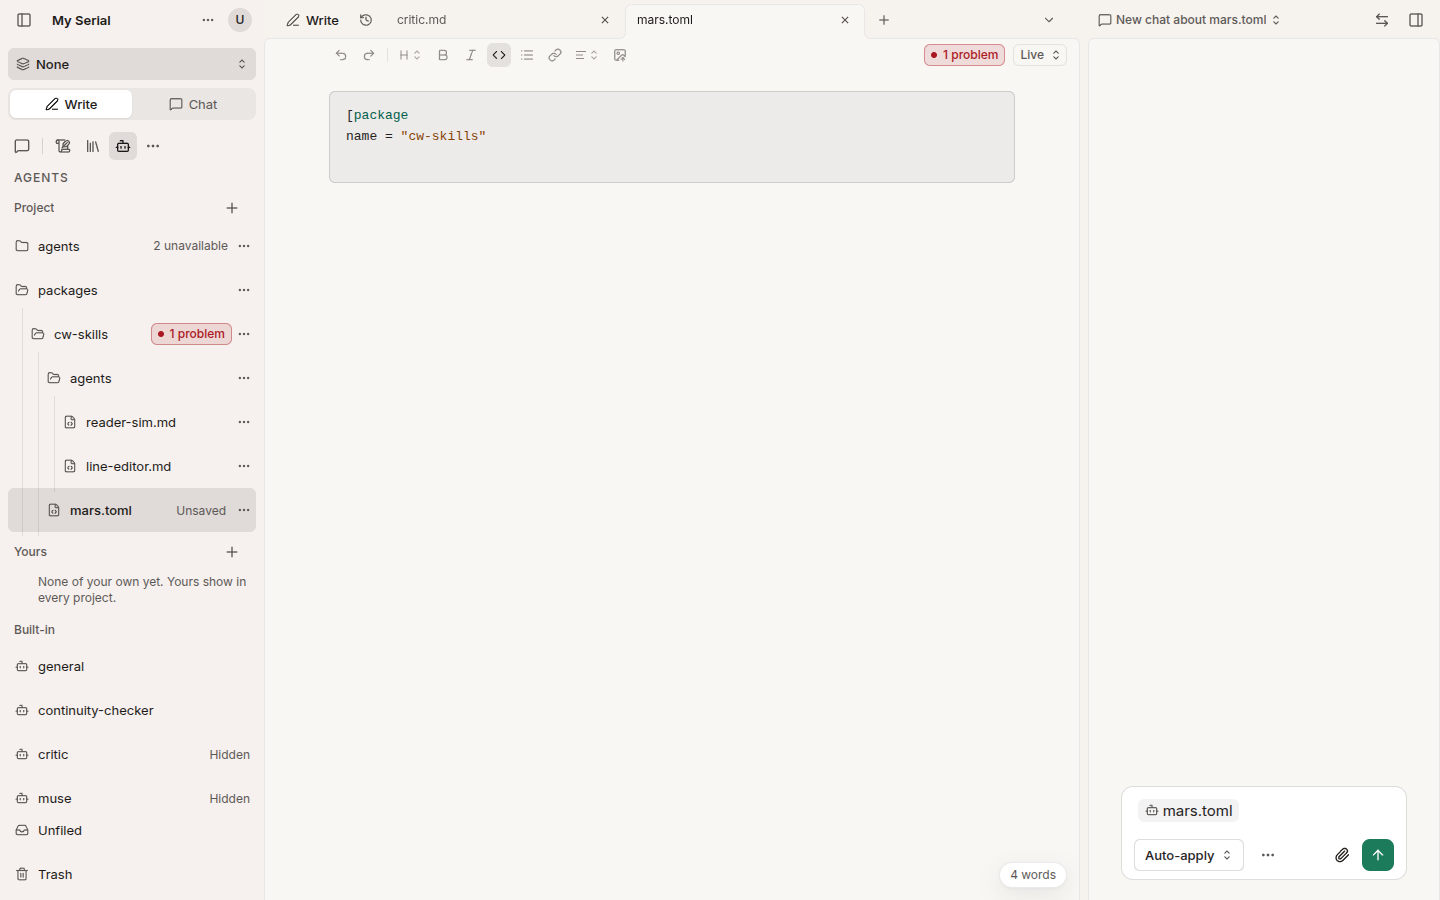 My Serial
U
None
Write
Chat
AGENTS
Project
agents
2 unavailable
packages
cw-skills
1 problem
agents
reader-sim.md
line-editor.md
mars.toml
Unsaved
Yours
None of your own yet. Yours show in
every project.
Built-in
general
continuity-checker
critic
Hidden
muse
Hidden
Unfiled
Trash
Write
critic.md
mars.toml
H
B
I
1 problem
Live
[package
name = "cw-skills"
4 words
New chat about mars.toml
mars.toml
Auto-apply